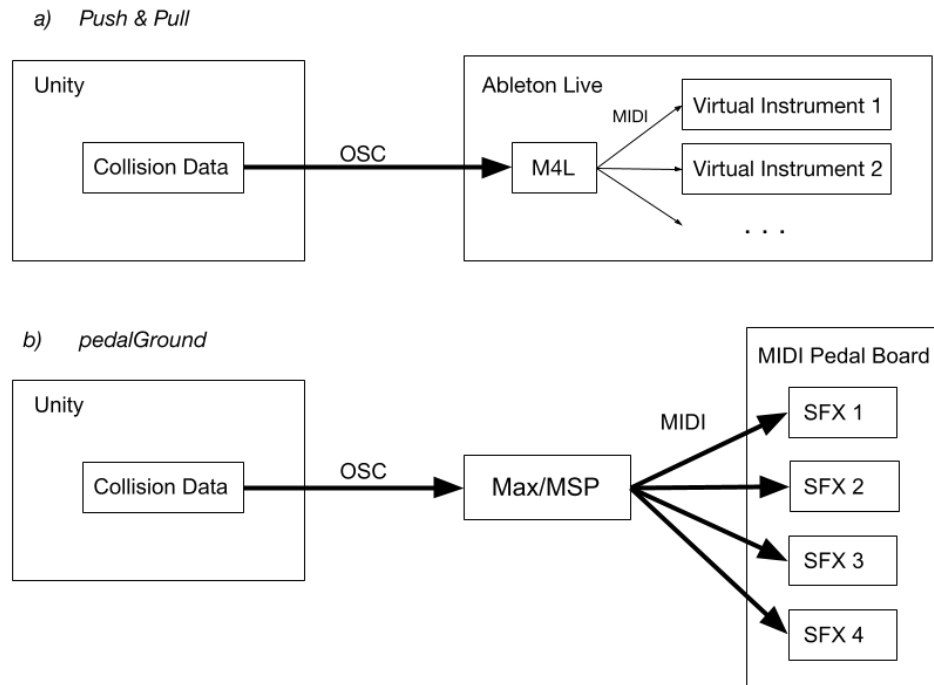 a) Push & Pull
Unity
Ableton Live
Collision Data
OSC
M4L
MIDI
Virtual Instrument 1
Virtual Instrument 2
. . .
b) pedalGround
Unity
Collision Data
OSC
Max/MSP
MIDI
MIDI Pedal Board
SFX 1
SFX 2
SFX 3
SFX 4